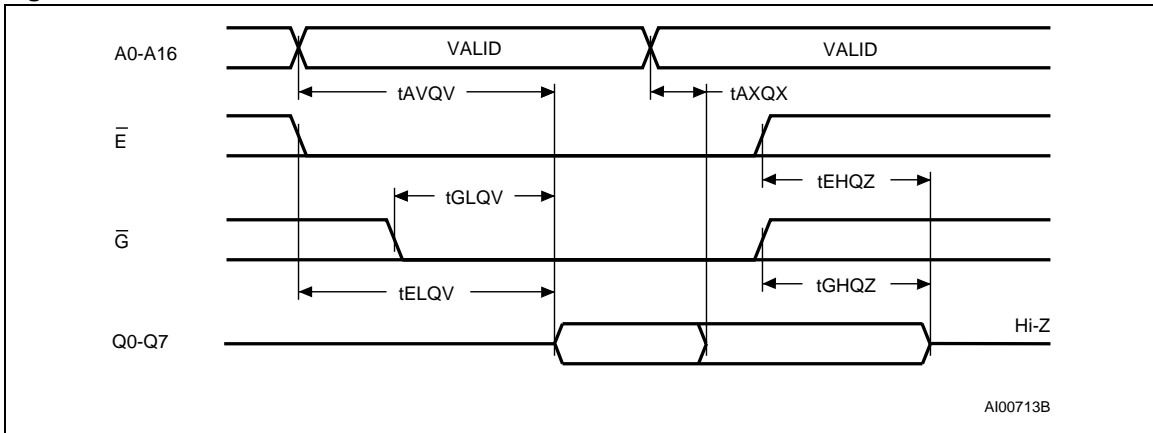 A0-A16
VALID
VALID
tAVQV
tAXQX
E
tEHQZ
tGLQV
G
tGHQZ
tELQV
Q0-Q7
Hi-Z
AI00713B